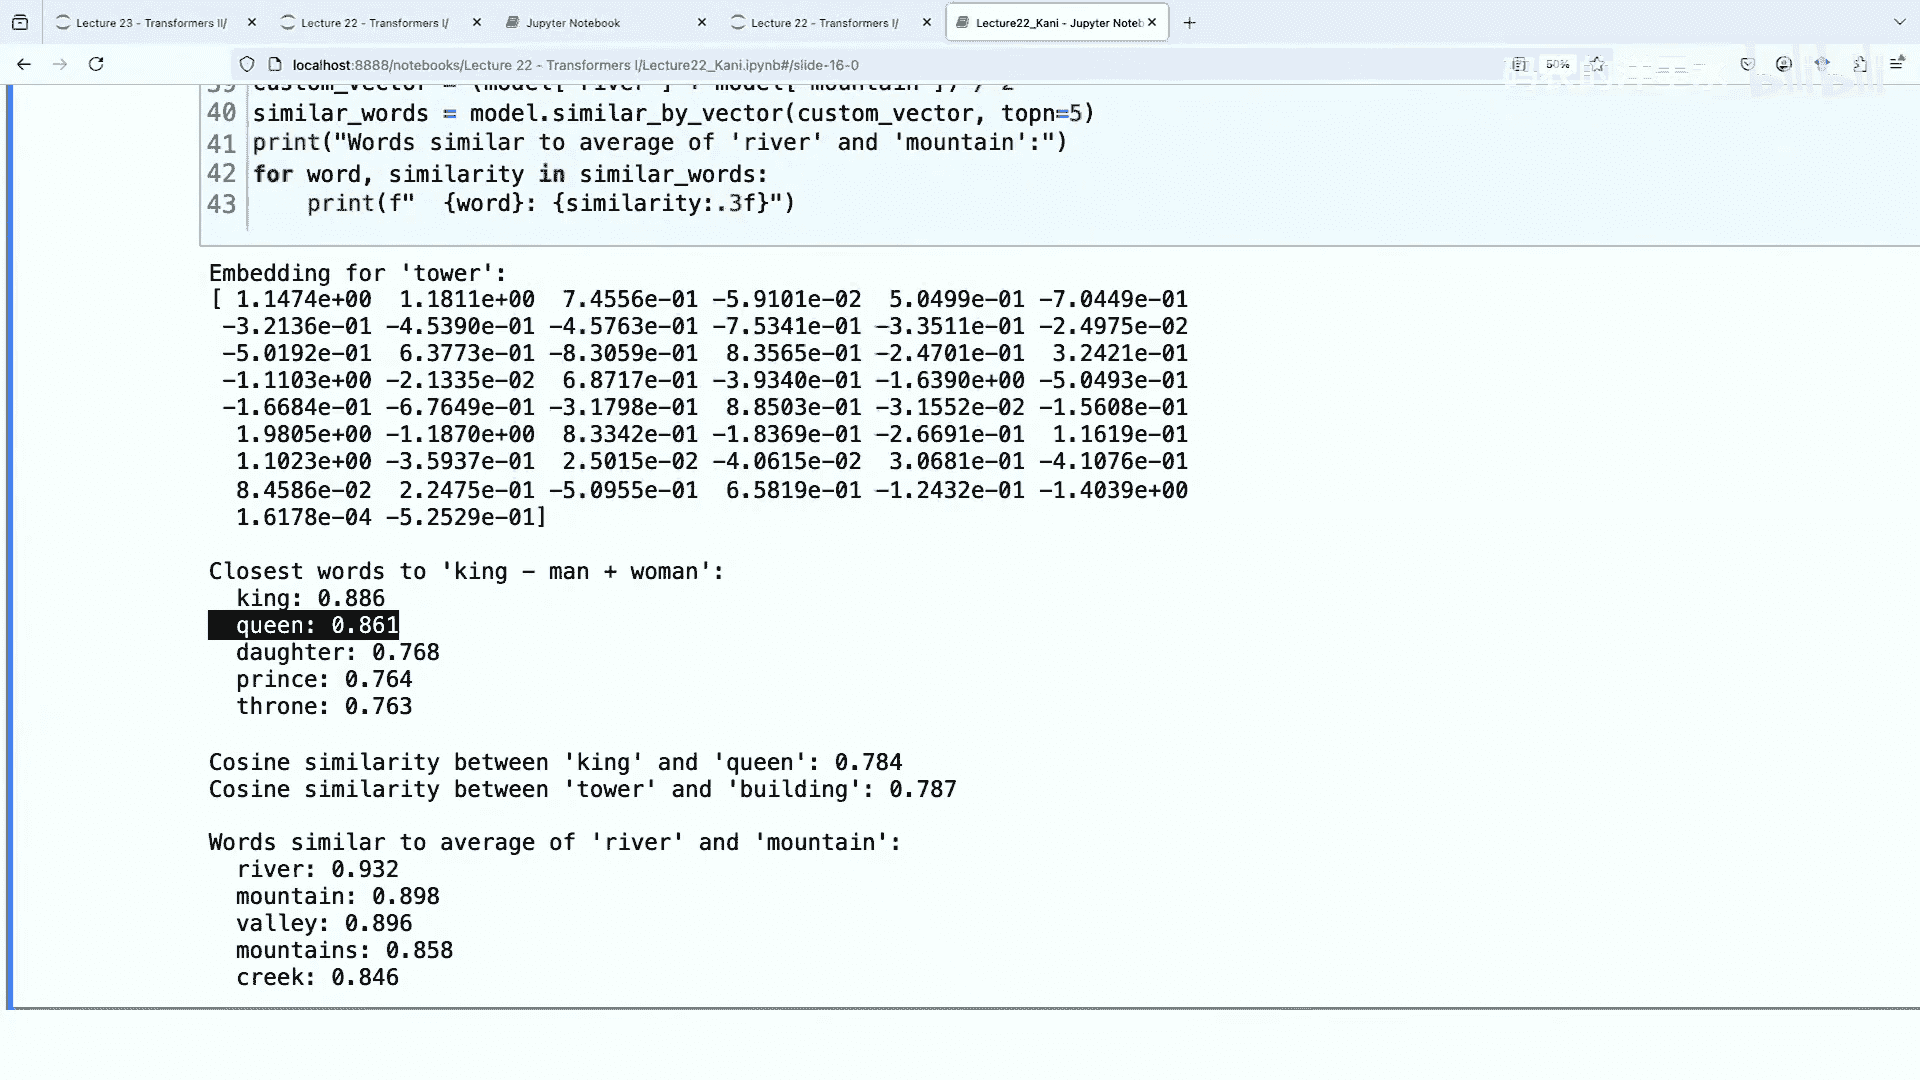 Lecture 23 - Transformers II/
Lecture 22 - Transformers I/
Jupyter Notebook
Lecture 22 - Transformers I/
Lecture22_Kani - Jupyter Noteb
localhost:8888/notebooks/Lecture 22 - Transformers I/Lecture22_Kani.ipynb#/slide-16-0
50%
bilibili
39 custom_vector = (model['river'] + model['mountain']) / 2
40 similar_words = model.similar_by_vector(custom_vector, topn=5)
41 print("Words similar to average of 'river' and 'mountain':")
42 for word, similarity in similar_words:
43 print(f"  {word}: {similarity:.3f}")
Embedding for 'tower':
[ 1.1474e+00 1.1811e+00 7.4556e-01 -5.9101e-02 5.0499e-01 -7.0449e-01
-3.2136e-01 -4.5390e-01 -4.5763e-01 -7.5341e-01 -3.3511e-01 -2.4975e-02
-5.0192e-01 6.3773e-01 -8.3059e-01 8.3565e-01 -2.4701e-01 3.2421e-01
-1.1103e+00 -2.1335e-02 6.8717e-01 -3.9340e-01 -1.6390e+00 -5.0493e-01
-1.6684e-01 -6.7649e-01 -3.1798e-01 8.8503e-01 -3.1552e-02 -1.5608e-01
1.9805e+00 -1.1870e+00 8.3342e-01 -1.8369e-01 -2.6691e-01 1.1619e-01
1.1023e+00 -3.5937e-01 2.5015e-02 -4.0615e-02 3.0681e-01 -4.1076e-01
8.4586e-02 2.2475e-01 -5.0955e-01 6.5819e-01 -1.2432e-01 -1.4039e+00
1.6178e-04 -5.2529e-01]
Closest words to 'king - man + woman':
king: 0.886
queen: 0.861
daughter: 0.768
prince: 0.764
throne: 0.763
Cosine similarity between 'king' and 'queen': 0.784
Cosine similarity between 'tower' and 'building': 0.787
Words similar to average of 'river' and 'mountain':
river: 0.932
mountain: 0.898
valley: 0.896
mountains: 0.858
creek: 0.846